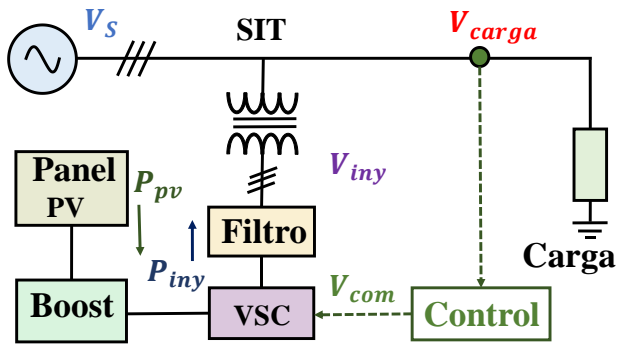 V_S
SIT
V_carga
Panel
PV
P_pv
V_iny
Filtro
P_iny
Carga
Boost
VSC
V_com
Control